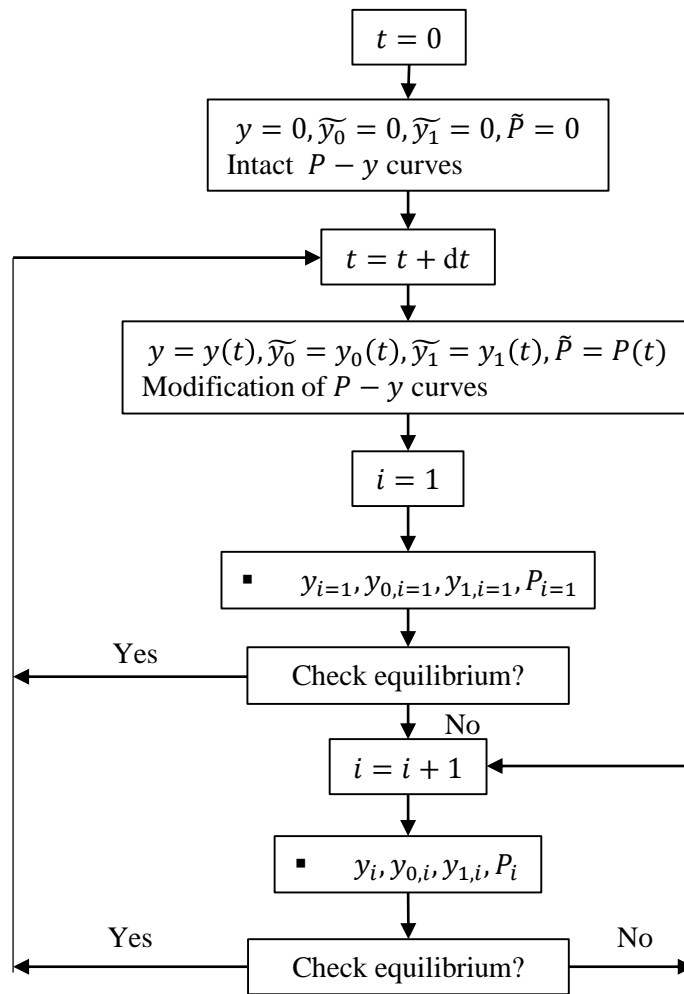 𝑡 = 0
𝑦 = 0, 𝑦̃₀ = 0, 𝑦̃₁ = 0, 𝑃̃ = 0
Intact 𝑃 − 𝑦 curves
𝑡 = 𝑡 + d𝑡
𝑦 = 𝑦(𝑡), 𝑦̃₀ = 𝑦₀(𝑡), 𝑦̃₁ = 𝑦₁(𝑡), 𝑃̃ = 𝑃(𝑡)
Modification of 𝑃 − 𝑦 curves
𝑖 = 1
▪ 𝑦_{𝑖=1}, 𝑦_{0,𝑖=1}, 𝑦_{1,𝑖=1}, 𝑃_{𝑖=1}
Yes
Check equilibrium?
No
𝑖 = 𝑖 + 1
▪ 𝑦_𝑖, 𝑦_{0,𝑖}, 𝑦_{1,𝑖}, 𝑃_𝑖
Yes
No
Check equilibrium?